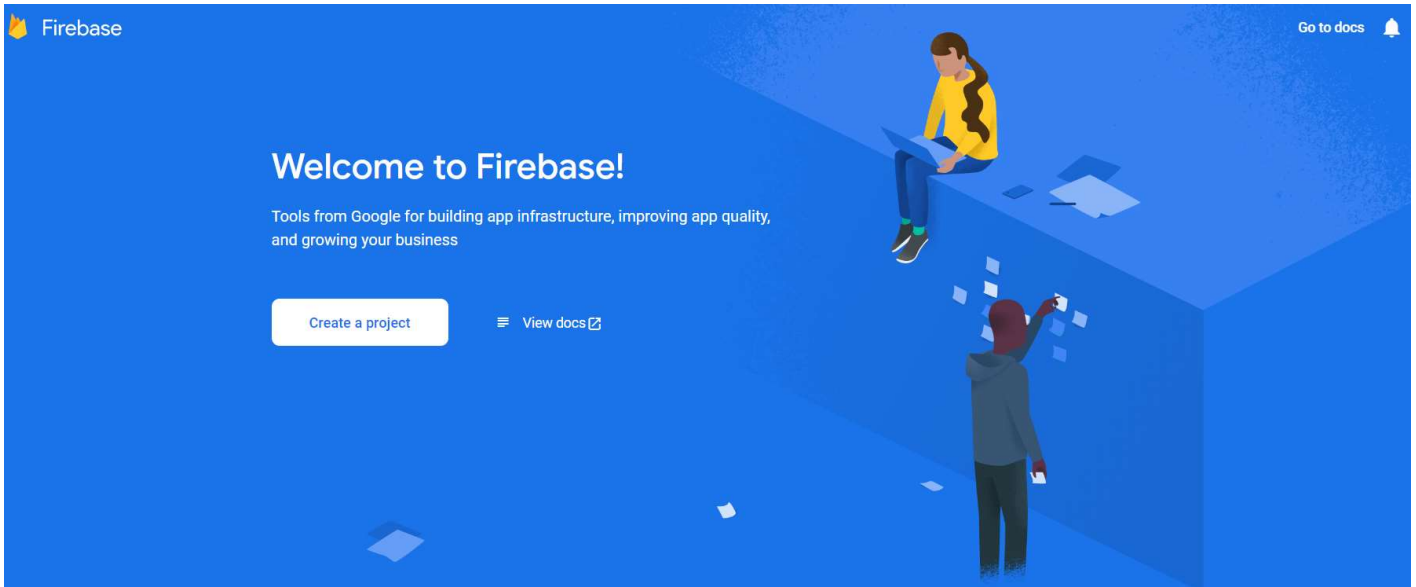 Firebase
Go to docs
Welcome to Firebase!
Tools from Google for building app infrastructure, improving app quality,
and growing your business
Create a project
View docs